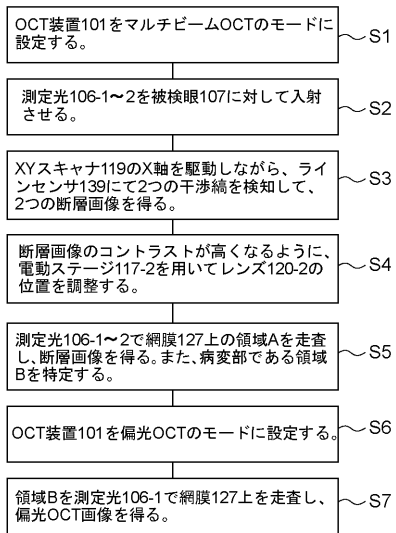 OCT装置101をマルチビームOCTのモードに
設定する。
S1
測定光106-1～2を被検眼107に対して入射
させる。
S2
XYスキャナ119のX軸を駆動しながら、ライ
ンセンサ139にて2つの干渉縞を検知して、
2つの断層画像を得る。
S3
断層画像のコントラストが高くなるように、
電動ステージ117-2を用いてレンズ120-2の
位置を調整する。
S4
測定光106-1～2で網膜127上の領域Aを走査
し、断層画像を得る。また、病変部である領域
Bを特定する。
S5
OCT装置101を偏光OCTのモードに設定する。
S6
領域Bを測定光106-1で網膜127上を走査し、
偏光OCT画像を得る。
S7